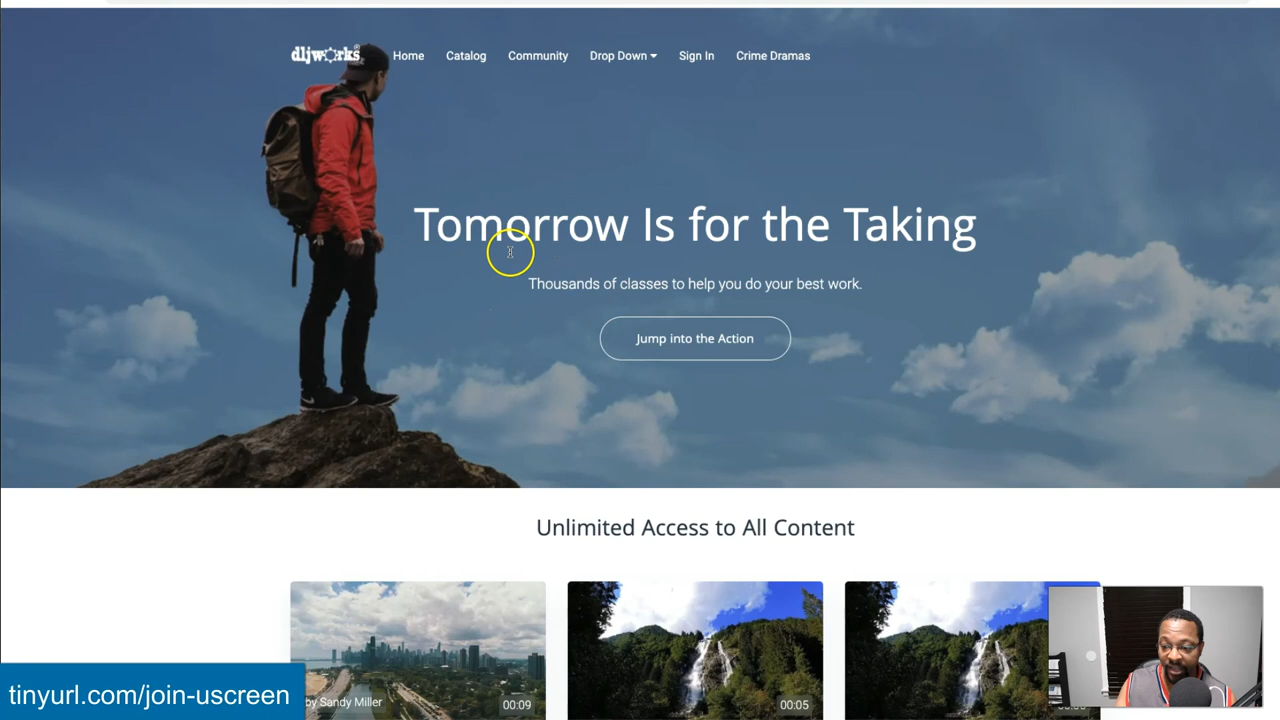 dljworks®
Home Catalog Community Drop Down Sign In Crime Dramas
Tomorrow Is for the Taking
Thousands of classes to help you do your best work.
Jump into the Action
Unlimited Access to All Content
by Sandy Miller
00:09
00:05
tinyurl.com/join-uscreen